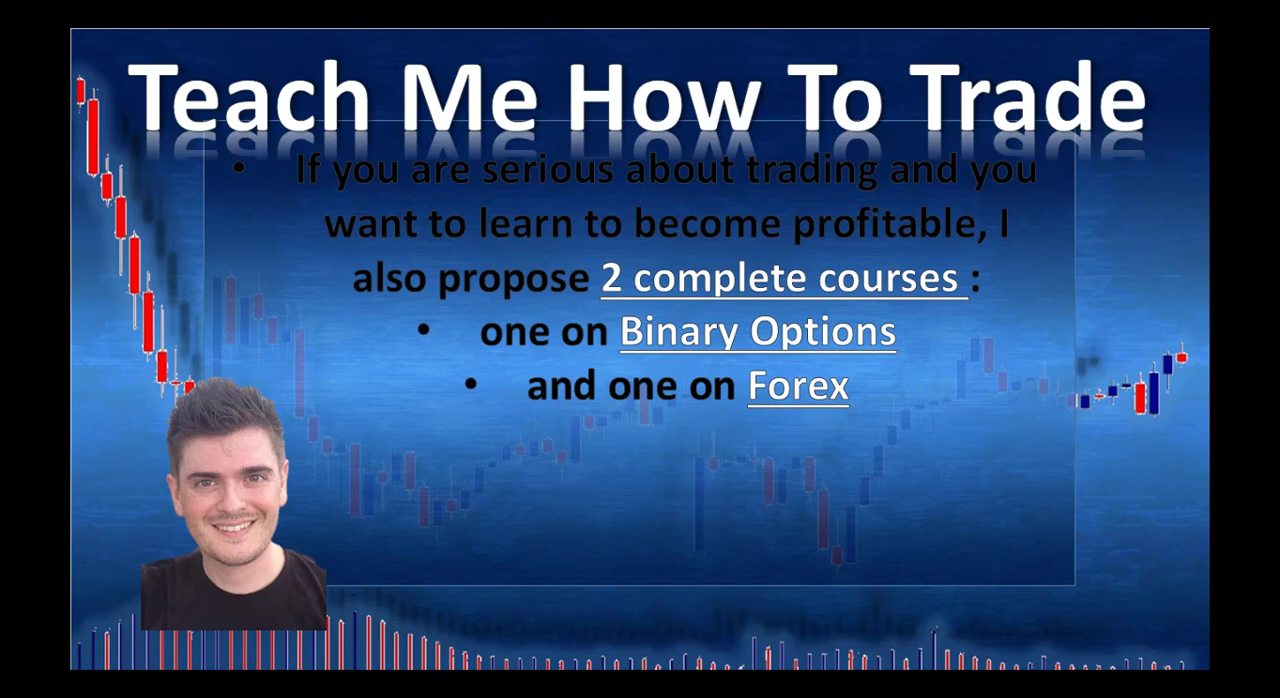 Teach Me How To Trade
• If you are serious about trading and you
want to learn to become profitable, I
also propose 2 complete courses :
• one on Binary Options
• and one on Forex